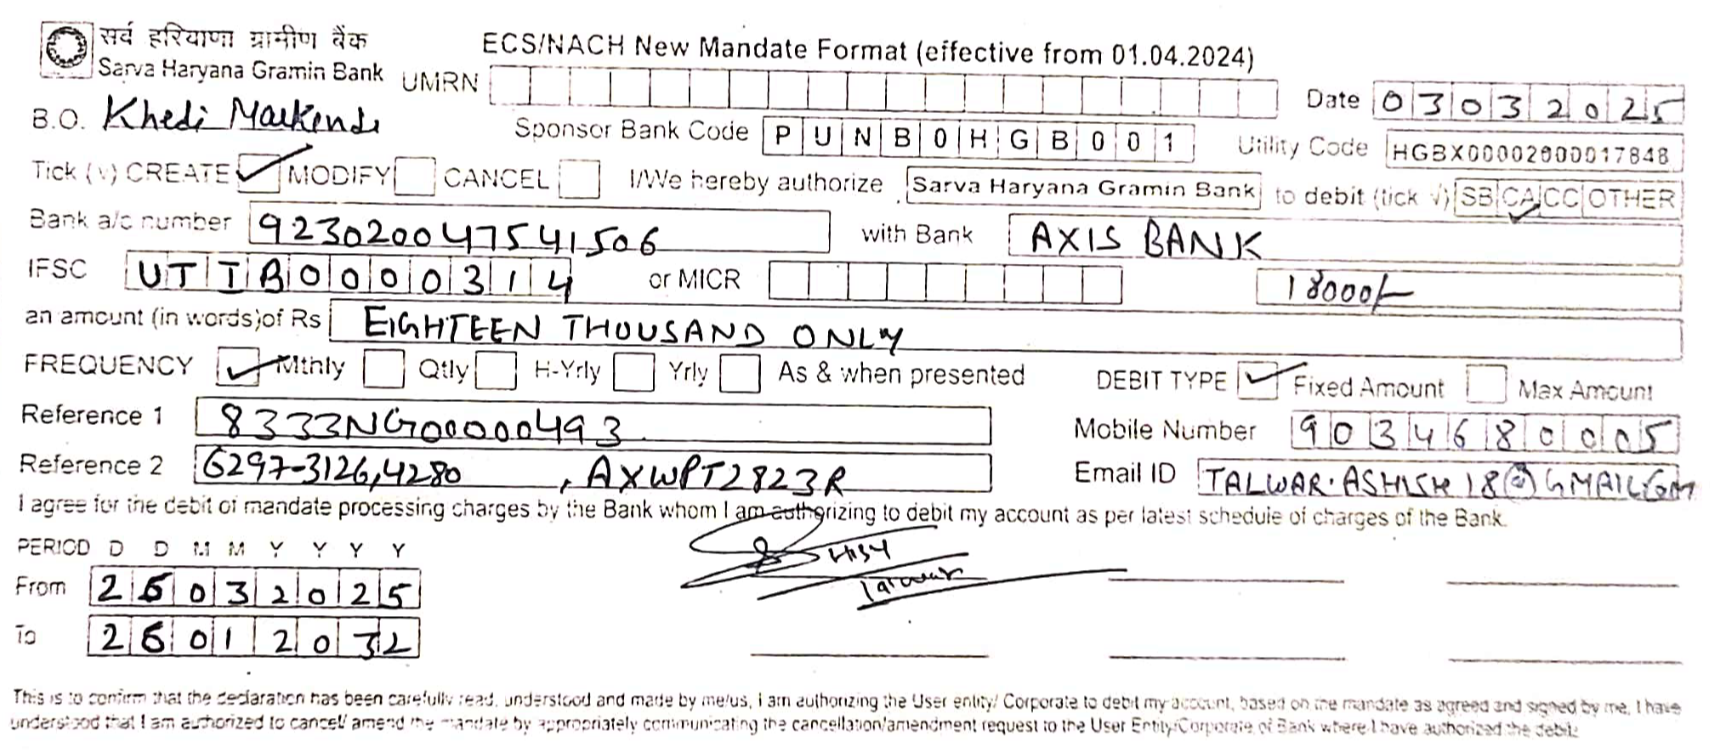 सर्व हरियाणा ग्रामीण बैंक
Sarva Haryana Gramin Bank
ECS/NACH New Mandate Format (effective from 01.04.2024)
UMRN
Date 03032025
B.O. Khedi Markende
Sponsor Bank Code PUNB0HGB001
Utility Code HGBX00002600017848
Tick (√) CREATE ✓ MODIFY CANCEL I/We hereby authorize Sarva Haryana Gramin Bank to debit (tick √) SB CA ✓ CC OTHER
Bank a/c number 923020047541506 with Bank AXIS BANK
IFSC UTIB0000314 or MICR 18000/-
an amount (in words)of Rs EIGHTEEN THOUSAND ONLY
FREQUENCY ✓ Mthly Qtly H-Yrly Yrly As & when presented DEBIT TYPE ✓ Fixed Amount Max Amount
Reference 1 8333NG00000493 Mobile Number 9034680005
Reference 2 6297-3126,4280 , AXWPT2823R Email ID TALWAR.ASHISH18@GMAIL.COM
I agree for the debit of mandate processing charges by the Bank whom I am authorizing to debit my account as per latest schedule of charges of the Bank.
PERIOD D D M M Y Y Y Y
From 26032025
To 26012032
This is to confirm that the declaration has been carefully read, understood and made by me/us, I am authorizing the User entity/ Corporate to debit my account, based on the mandate as agreed and signed by me, I have
understood that I am authorized to cancel/ amend the mandate by appropriately communicating the cancellation/amendment request to the User Entity/Corporate of Bank where I have authorized the debit.